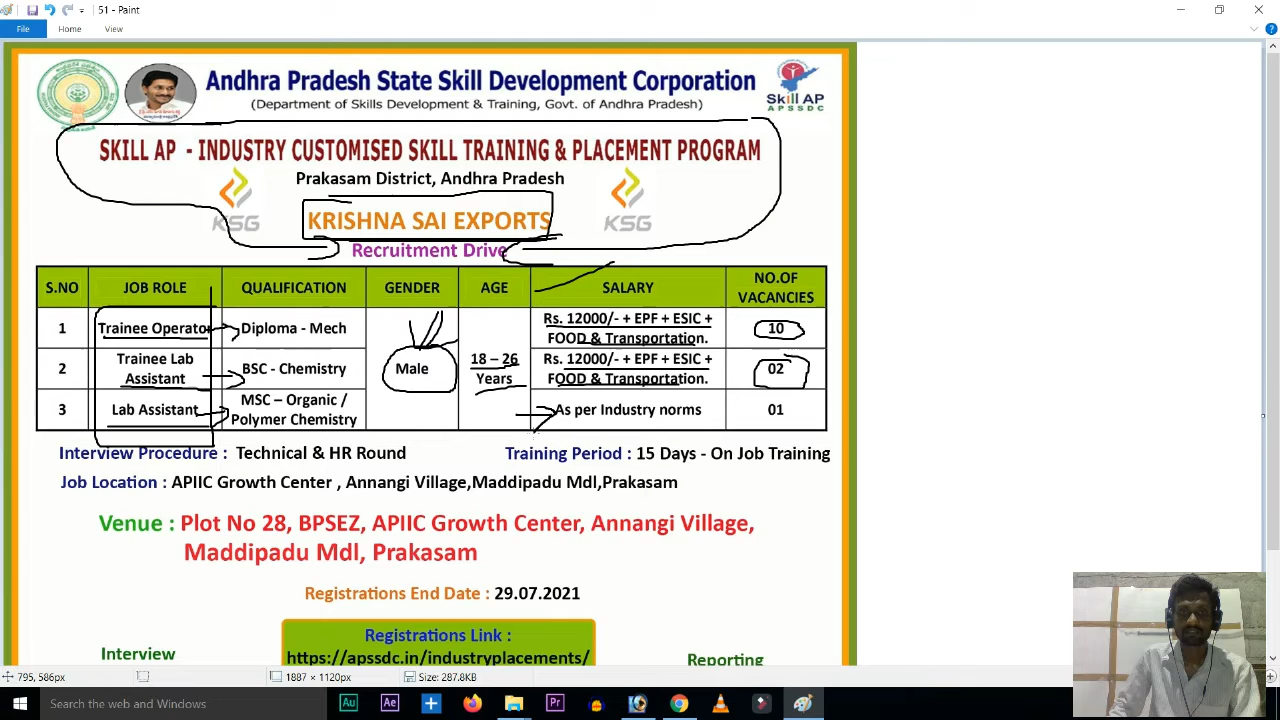 51 - Paint
File
Home
View
Andhra Pradesh State Skill Development Corporation
(Department of Skills Development & Training, Govt. of Andhra Pradesh)
Skill AP
APSSDC
SKILL AP - INDUSTRY CUSTOMISED SKILL TRAINING & PLACEMENT PROGRAM
Prakasam District, Andhra Pradesh
KSG
KRISHNA SAI EXPORTS
KSG
Recruitment Drive
S.NO JOB ROLE QUALIFICATION GENDER AGE SALARY NO.OF VACANCIES
1 Trainee Operator Diploma - Mech Rs. 12000/- + EPF + ESIC + FOOD & Transportation. 10
2 Trainee Lab Assistant BSC - Chemistry Male 18 – 26 Years Rs. 12000/- + EPF + ESIC + FOOD & Transportation. 02
3 Lab Assistant MSC – Organic / Polymer Chemistry As per Industry norms 01
Interview Procedure : Technical & HR Round
Training Period : 15 Days - On Job Training
Job Location : APIIC Growth Center , Annangi Village,Maddipadu Mdl,Prakasam
Venue : Plot No 28, BPSEZ, APIIC Growth Center, Annangi Village,
Maddipadu Mdl, Prakasam
Registrations End Date : 29.07.2021
Registrations Link :
https://apssdc.in/industryplacements/
Interview
Reporting
795, 586px
1887 × 1120px
Size: 287.8KB
Search the web and Windows
Au
Ae
Pr